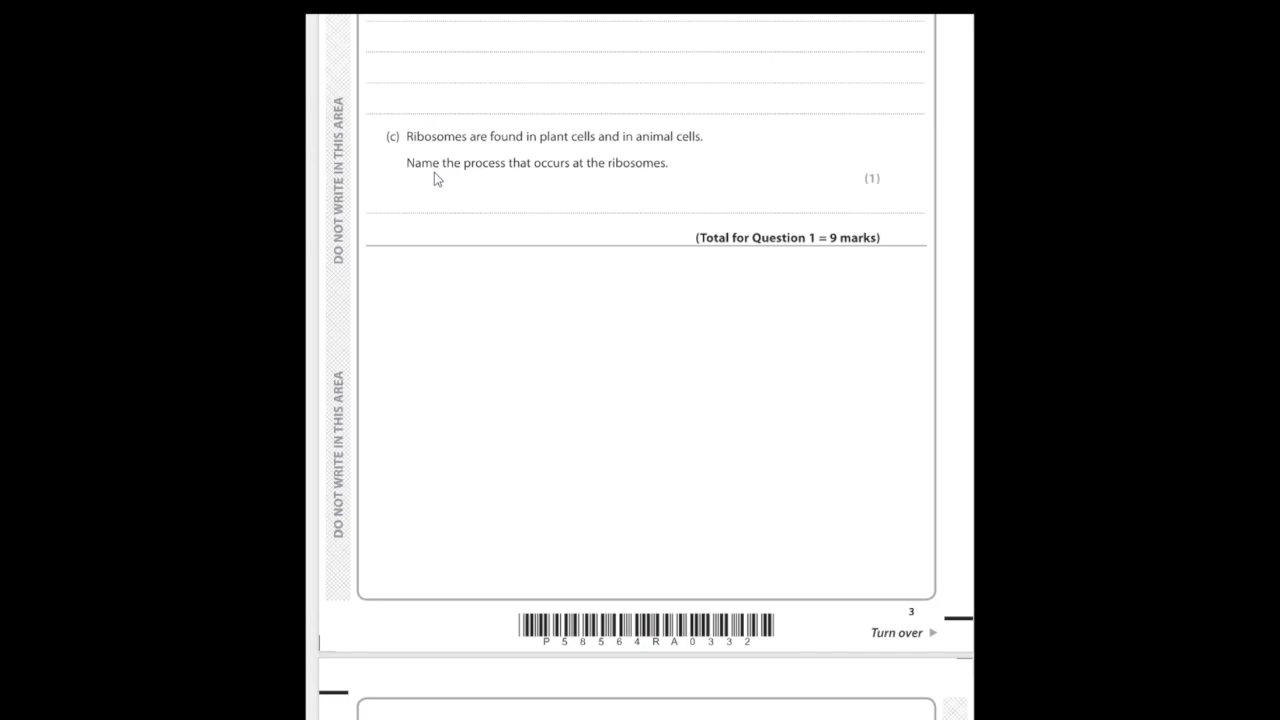 DO NOT WRITE IN THIS AREA
(c) Ribosomes are found in plant cells and in animal cells.
Name the process that occurs at the ribosomes.
(1)
(Total for Question 1 = 9 marks)
DO NOT WRITE IN THIS AREA
3
P 5 8 5 6 4 R A 0 3 3 2
Turn over